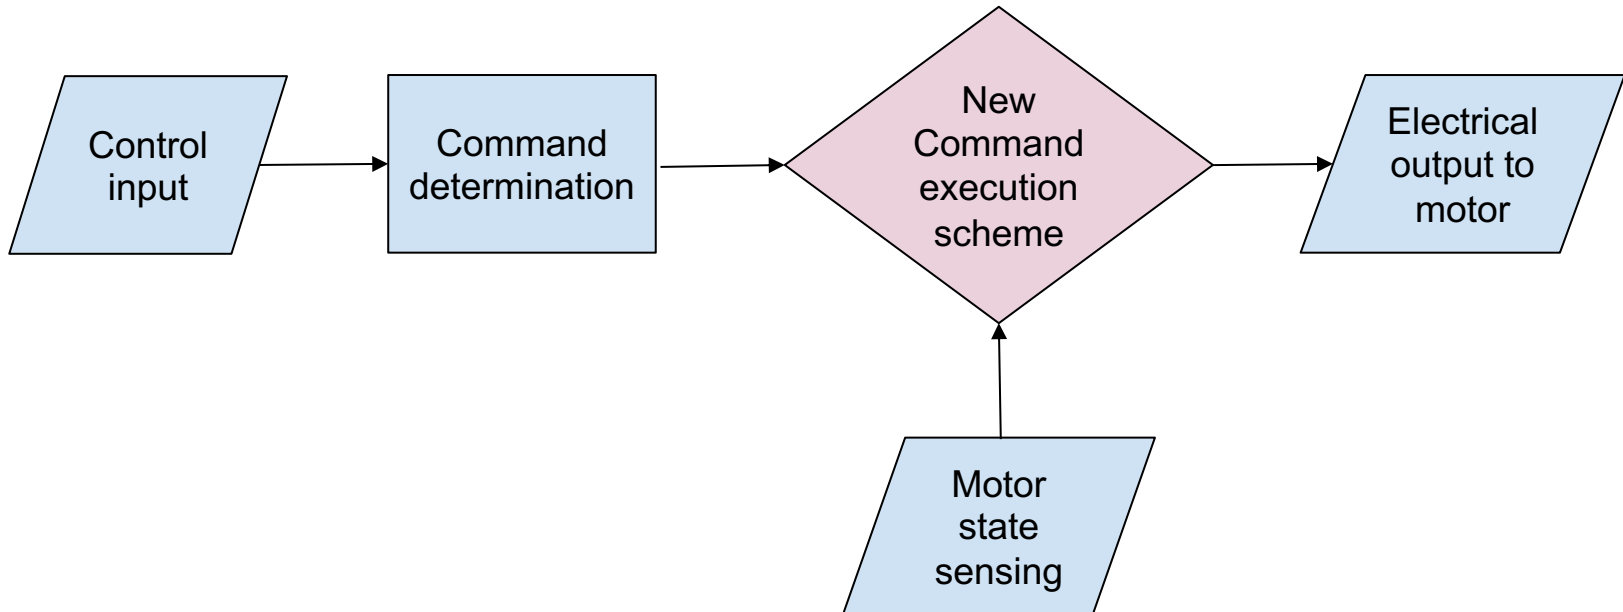 Control
input
Command
determination
New
Command
execution
scheme
Electrical
output to
motor
Motor
state
sensing